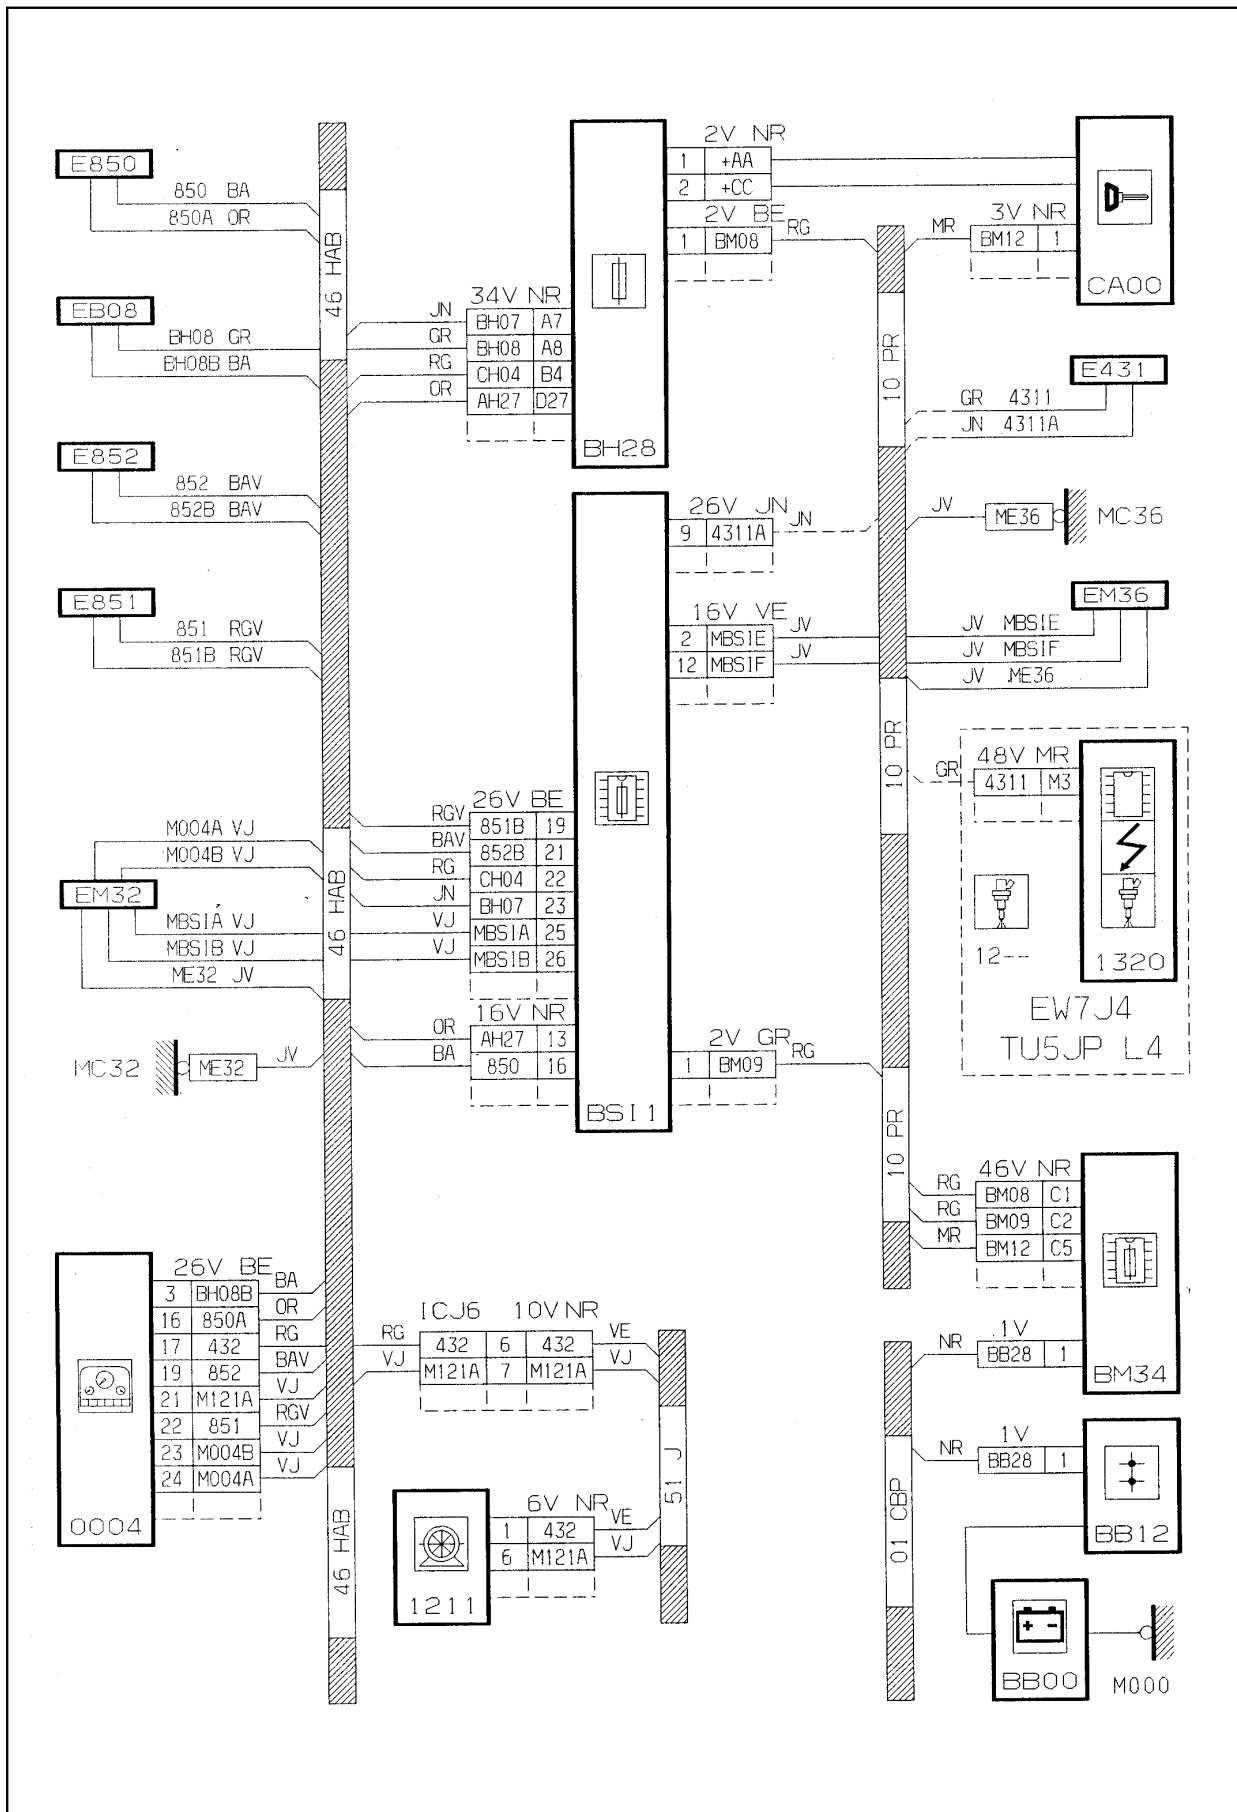 E850
850 BA
850A OR
46 HAB
EB08
BH08 GR
BH08B BA
E852
852 BAV
852B BAV
E851
851 RGV
851B RGV
M004A VJ
M004B VJ
EM32
MBSIA VJ
MBSIB VJ
ME32 JV
46 HAB
MC32
ME32
JV
2V NR
1 +AA
2 +CC
2V BE
1 BM08
RG
34V NR
JN BH07 A7
GR BH08 A8
RG CH04 B4
OR AH27 D27
BH28
26V JN
9 4311A
JN
16V VE
2 MBSIE JV
12 MBSIF JV
26V BE
RGV 851B 19
BAV 852B 21
RG CH04 22
JN BH07 23
VJ MBSIA 25
VJ MBSIB 26
16V NR
OR AH27 13
BA 850 16
2V GR
1 BM09
RG
BSI1
MR
3V NR
BM12 1
CA00
10 PR
E431
GR 4311
JN 4311A
JV
ME36
MC36
EM36
JV MBSIE
JV MBSIF
JV ME36
10 PR
GR
48V MR
4311 M3
12--
1320
EW7J4
TU5JP L4
10 PR
46V NR
RG BM08 C1
RG BM09 C2
MR BM12 C5
1V
NR BB28 1
BM34
1V
NR BB28 1
BB12
01 CBP
BB00
M000
26V BE
3 BH08B BA
16 850A OR
17 432 RG
19 852 BAV
21 M121A VJ
22 851 RGV
23 M004B VJ
24 M004A VJ
0004
46 HAB
ICJ6 10V NR
RG 432 6 432 VE
VJ M121A 7 M121A VJ
51 J
6V NR
1 432 VE
6 M121A VJ
1211